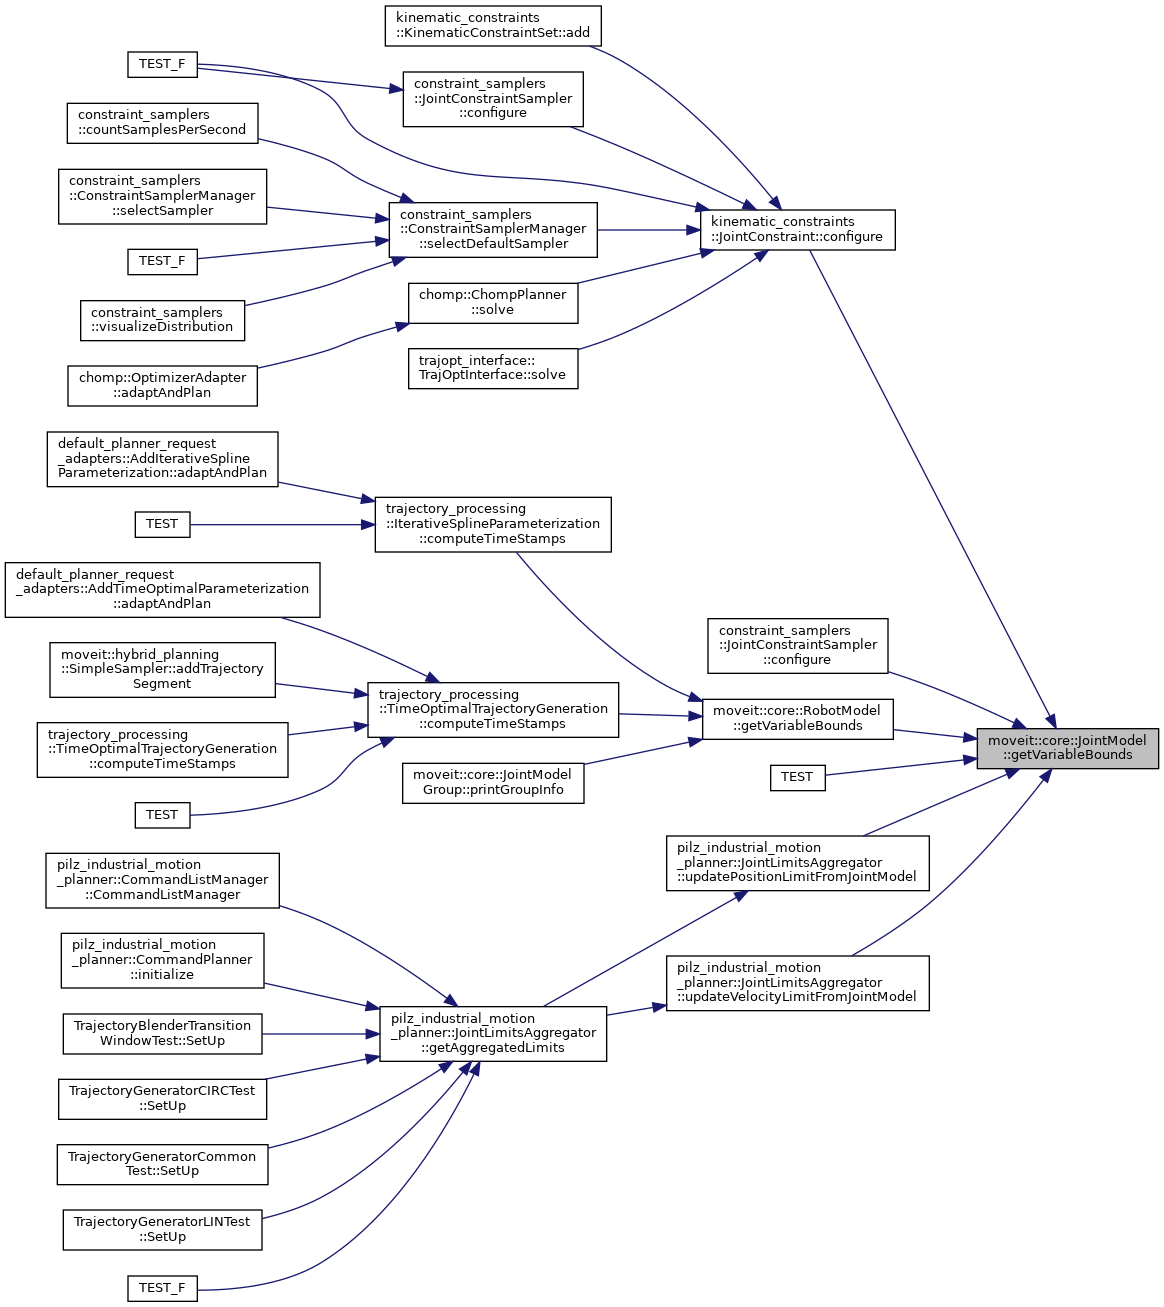 kinematic_constraints
::KinematicConstraintSet::add
TEST_F
constraint_samplers
::JointConstraintSampler
::configure
constraint_samplers
::countSamplesPerSecond
constraint_samplers
::ConstraintSamplerManager
::selectSampler
constraint_samplers
::ConstraintSamplerManager
::selectDefaultSampler
kinematic_constraints
::JointConstraint::configure
TEST_F
chomp::ChompPlanner
::solve
constraint_samplers
::visualizeDistribution
trajopt_interface::
TrajOptInterface::solve
chomp::OptimizerAdapter
::adaptAndPlan
default_planner_request
_adapters::AddIterativeSpline
Parameterization::adaptAndPlan
trajectory_processing
::IterativeSplineParameterization
::computeTimeStamps
TEST
default_planner_request
_adapters::AddTimeOptimalParameterization
::adaptAndPlan
constraint_samplers
::JointConstraintSampler
::configure
moveit::hybrid_planning
::SimpleSampler::addTrajectory
Segment
trajectory_processing
::TimeOptimalTrajectoryGeneration
::computeTimeStamps
moveit::core::RobotModel
::getVariableBounds
trajectory_processing
::TimeOptimalTrajectoryGeneration
::computeTimeStamps
moveit::core::JointModel
::getVariableBounds
moveit::core::JointModel
Group::printGroupInfo
TEST
TEST
pilz_industrial_motion
_planner::JointLimitsAggregator
::updatePositionLimitFromJointModel
pilz_industrial_motion
_planner::CommandListManager
::CommandListManager
pilz_industrial_motion
_planner::CommandPlanner
::initialize
pilz_industrial_motion
_planner::JointLimitsAggregator
::updateVelocityLimitFromJointModel
TrajectoryBlenderTransition
WindowTest::SetUp
pilz_industrial_motion
_planner::JointLimitsAggregator
::getAggregatedLimits
TrajectoryGeneratorCIRCTest
::SetUp
TrajectoryGeneratorCommon
Test::SetUp
TrajectoryGeneratorLINTest
::SetUp
TEST_F